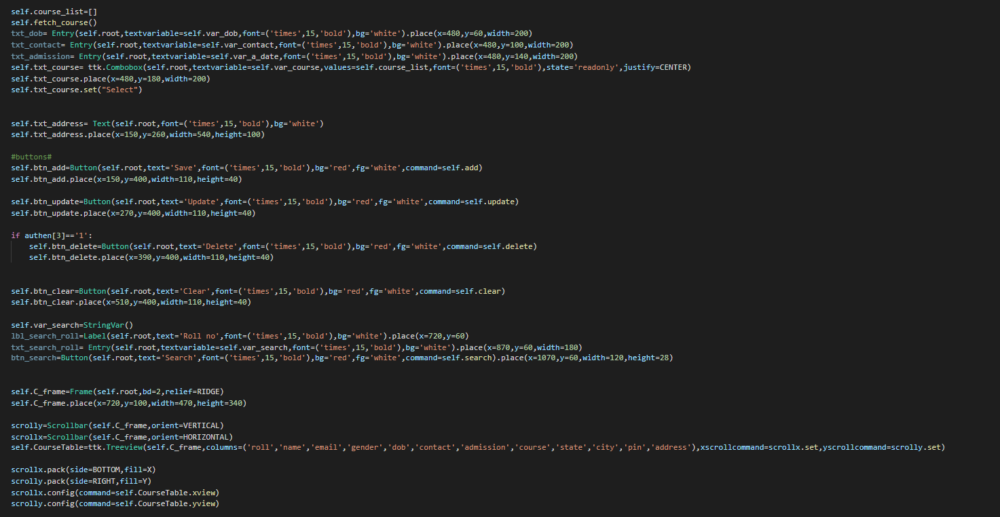 self.course_list=[]
self.fetch_course()
txt_dob= Entry(self.root,textvariable=self.var_dob,font=('times',15,'bold'),bg='white').place(x=480,y=60,width=200)
txt_contact= Entry(self.root,textvariable=self.var_contact,font=('times',15,'bold'),bg='white').place(x=480,y=100,width=200)
txt_admission= Entry(self.root,textvariable=self.var_a_date,font=('times',15,'bold'),bg='white').place(x=480,y=140,width=200)
self.txt_course= ttk.Combobox(self.root,textvariable=self.var_course,values=self.course_list,font=('times',15,'bold'),state='readonly',justify=CENTER)
self.txt_course.place(x=480,y=180,width=200)
self.txt_course.set("Select")
self.txt_address= Text(self.root,font=('times',15,'bold'),bg='white')
self.txt_address.place(x=150,y=260,width=540,height=100)
#buttons#
self.btn_add=Button(self.root,text='Save',font=('times',15,'bold'),bg='red',fg='white',command=self.add)
self.btn_add.place(x=150,y=400,width=110,height=40)
self.btn_update=Button(self.root,text='Update',font=('times',15,'bold'),bg='red',fg='white',command=self.update)
self.btn_update.place(x=270,y=400,width=110,height=40)
if authen[3]=='1':
    self.btn_delete=Button(self.root,text='Delete',font=('times',15,'bold'),bg='red',fg='white',command=self.delete)
    self.btn_delete.place(x=390,y=400,width=110,height=40)
self.btn_clear=Button(self.root,text='Clear',font=('times',15,'bold'),bg='red',fg='white',command=self.clear)
self.btn_clear.place(x=510,y=400,width=110,height=40)
self.var_search=StringVar()
lbl_search_roll=Label(self.root,text='Roll no',font=('times',15,'bold'),bg='white').place(x=720,y=60)
txt_search_roll= Entry(self.root,textvariable=self.var_search,font=('times',15,'bold'),bg='white').place(x=870,y=60,width=180)
btn_search=Button(self.root,text='Search',font=('times',15,'bold'),bg='red',fg='white',command=self.search).place(x=1070,y=60,width=120,height=28)
self.C_frame=Frame(self.root,bd=2,relief=RIDGE)
self.C_frame.place(x=720,y=100,width=470,height=340)
scrolly=Scrollbar(self.C_frame,orient=VERTICAL)
scrollx=Scrollbar(self.C_frame,orient=HORIZONTAL)
self.CourseTable=ttk.Treeview(self.C_frame,columns=('roll','name','email','gender','dob','contact','admission','course','state','city','pin','address'),xscrollcommand=scrollx.set,yscrollcommand=scrolly.set)
scrollx.pack(side=BOTTOM,fill=X)
scrolly.pack(side=RIGHT,fill=Y)
scrollx.config(command=self.CourseTable.xview)
scrolly.config(command=self.CourseTable.yview)